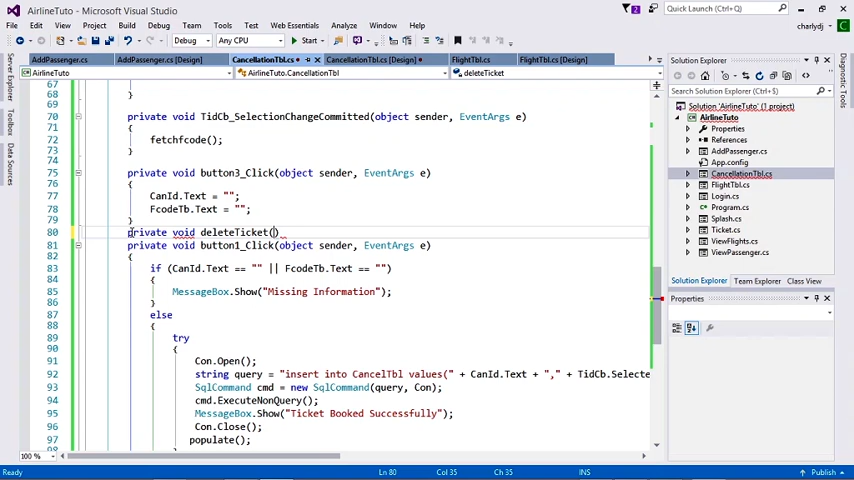 AirlineTuto - Microsoft Visual Studio
Quick Launch (Ctrl+Q)
FILE EDIT VIEW PROJECT BUILD DEBUG TEAM TOOLS TEST WEB ESSENTIALS ANALYZE WINDOW HELP
charlydj
Debug Any CPU Start
AddPassenger.cs AddPassenger.cs [Design] CancellationTbl.cs CancellationTbl.cs [Design] FlightTbl.cs FlightTbl.cs [Design]
AirlineTuto AirlineTuto.CancellationTbl deleteTicket
67
68 }
69
70 private void TidCb_SelectionChangeCommitted(object sender, EventArgs e)
71 {
72 fetchfcode();
73 }
74
75 private void button3_Click(object sender, EventArgs e)
76 {
77 CanId.Text = "";
78 FcodeTb.Text = "";
79 }
80 private void deleteTicket()
81 private void button1_Click(object sender, EventArgs e)
82 {
83 if (CanId.Text == "" || FcodeTb.Text == "")
84 {
85 MessageBox.Show("Missing Information");
86 }
87 else
88 {
89 try
90 {
91 Con.Open();
92 string query = "insert into CancelTbl values(" + CanId.Text + "," + TidCb.Selecte
93 SqlCommand cmd = new SqlCommand(query, Con);
94 cmd.ExecuteNonQuery();
95 MessageBox.Show("Ticket Booked Successfully");
96 Con.Close();
97 populate();
98
100 %
Server Explorer
Toolbox
Data Sources
Solution Explorer
Search Solution Explorer (Ctrl+;)
Solution 'AirlineTuto' (1 project)
AirlineTuto
Properties
References
AddPassenger.cs
App.config
CancellationTbl.cs
FlightTbl.cs
Login.cs
Program.cs
Splash.cs
Ticket.cs
ViewFlights.cs
ViewPassenger.cs
Solution Explorer Team Explorer Class View
Properties
Diagnostic Tools
Ready Ln 80 Col 35 Ch 35 INS Publish